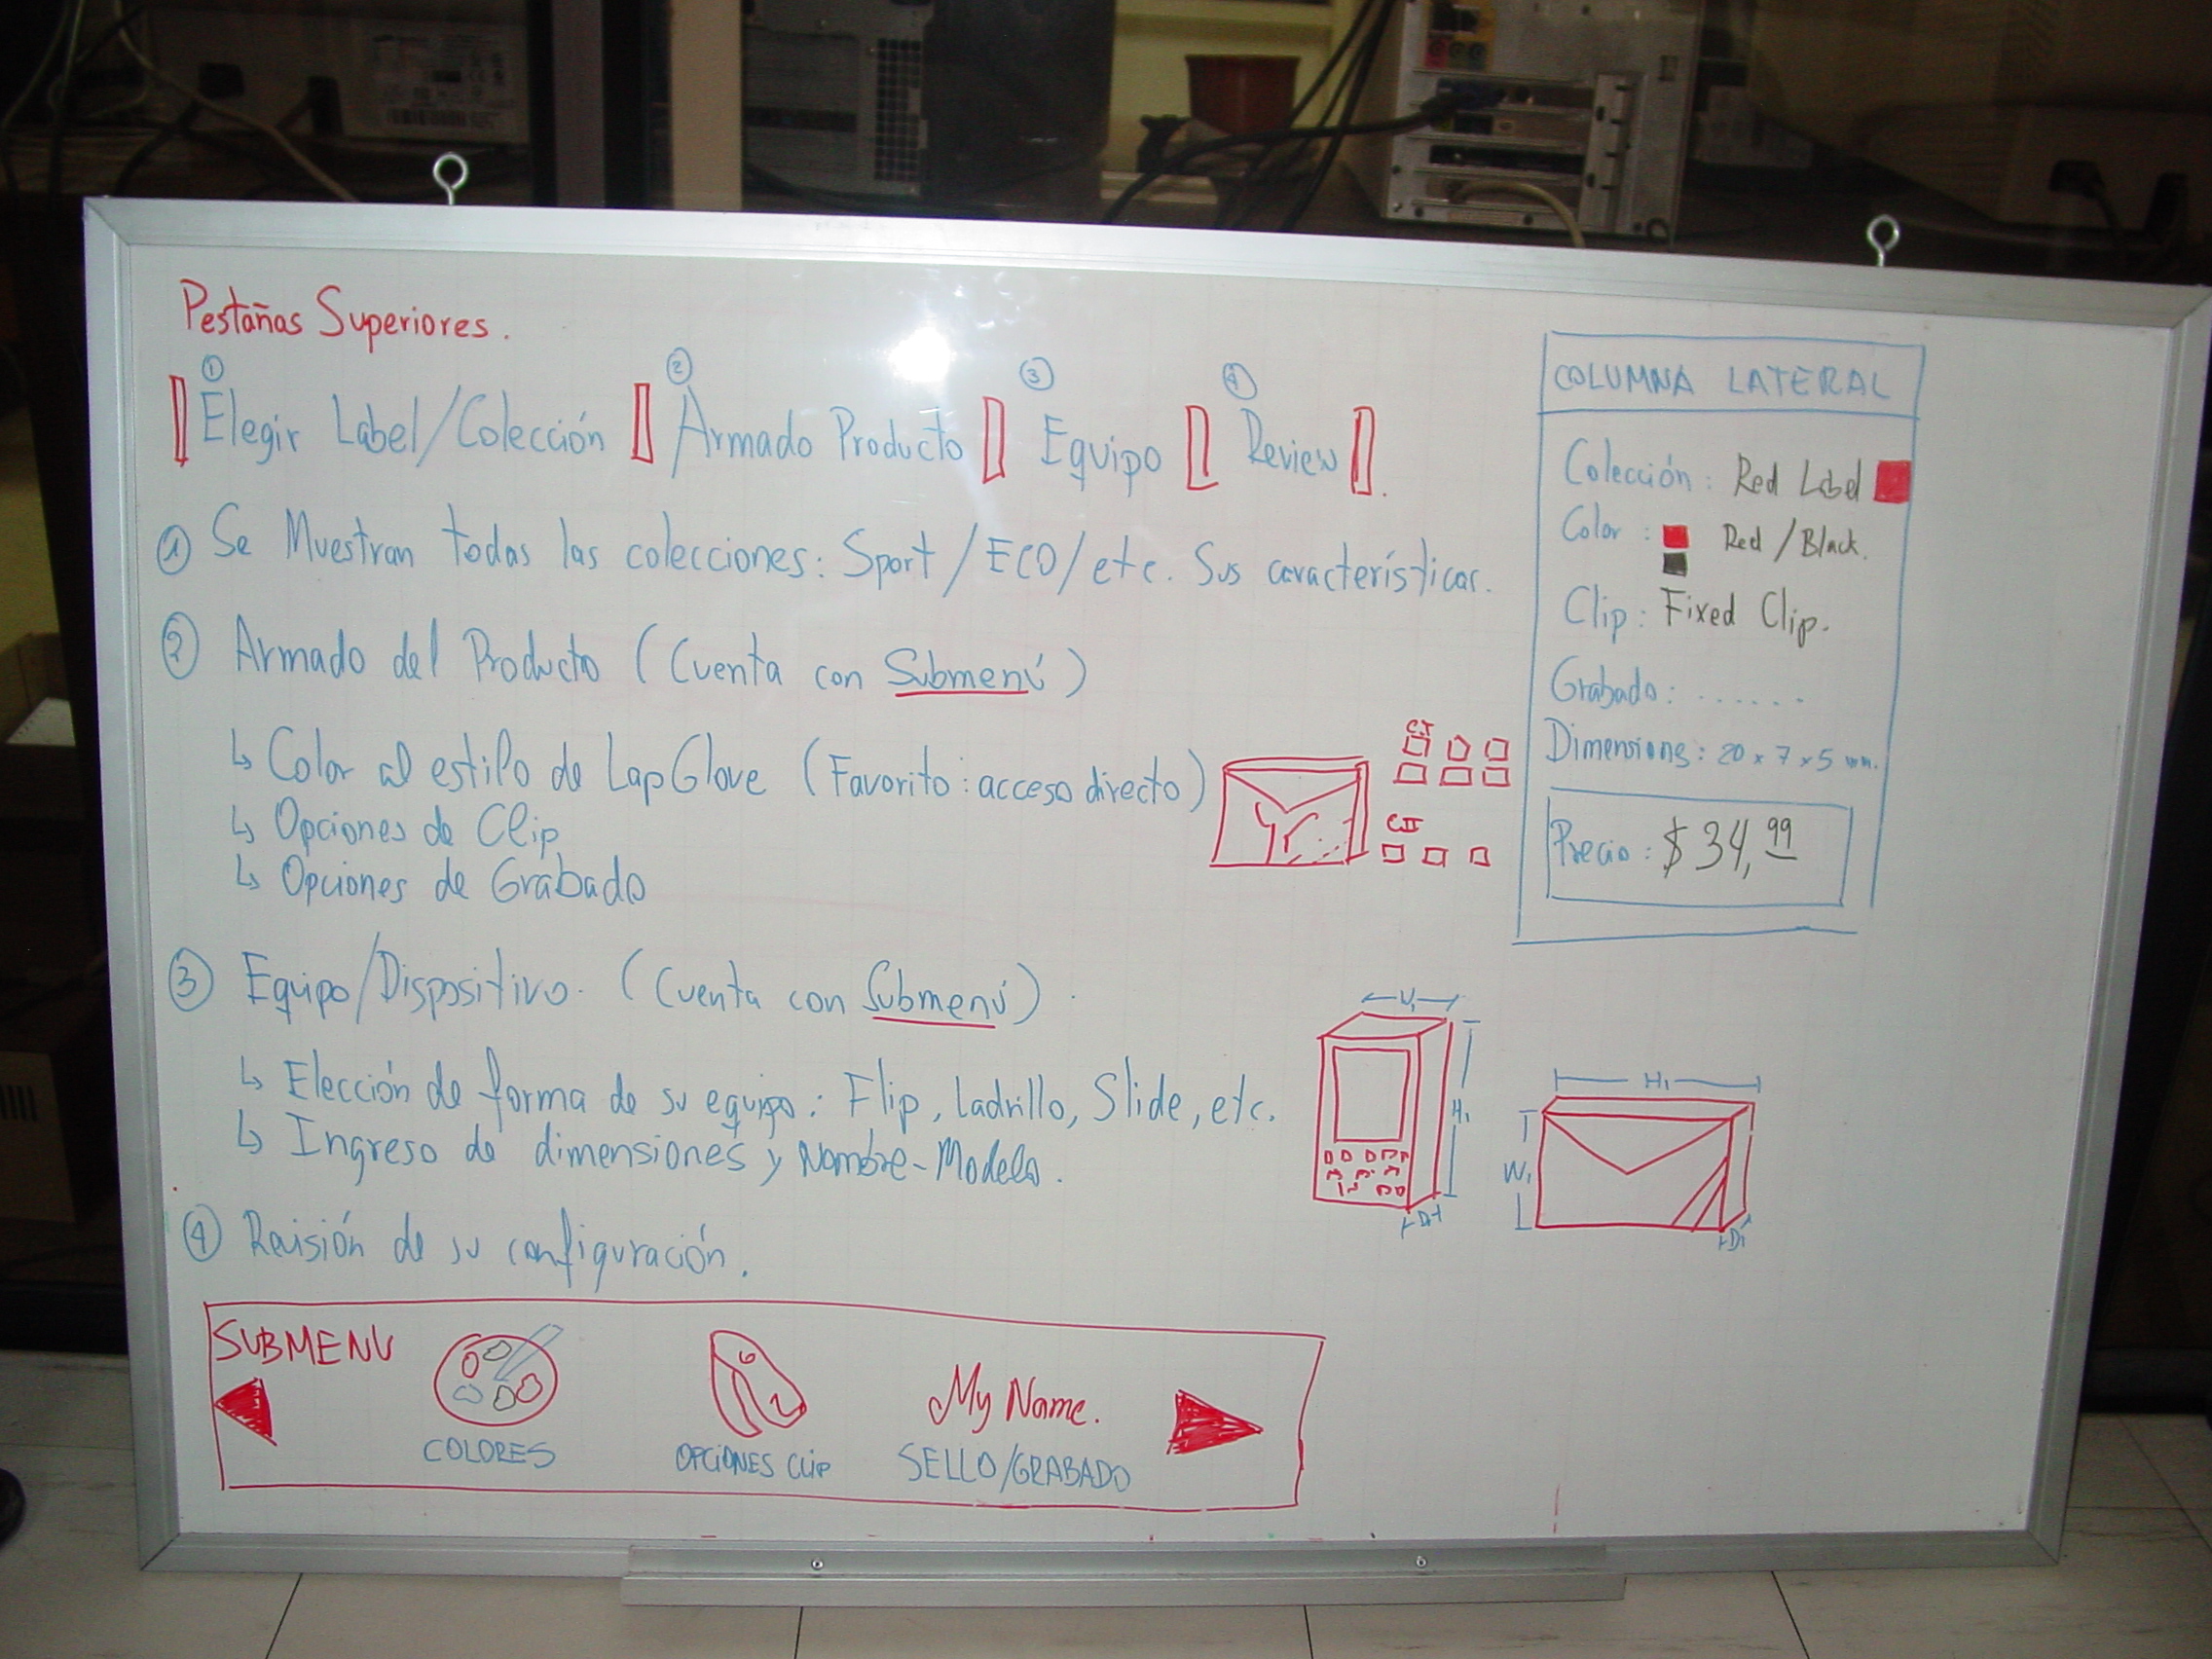 Pestañas Superiores.
① Elegir Label/Colección ② Armado Producto ③ Equipo ④ Review
① Se Muestran todas las colecciones: Sport/ECO/etc. Sus características.
② Armado del Producto (Cuenta con Submenú)
↳ Color al estilo de LapGlove (Favorito: acceso directo)
↳ Opciones de Clip
↳ Opciones de Grabado
CI
CII
③ Equipo/Dispositivo. (Cuenta con Submenú)
↳ Elección de forma de su equipo: Flip, Ladrillo, Slide, etc.
↳ Ingreso de dimensiones y Nombre-Modelo.
④ Revisión de su configuración.
COLUMNA LATERAL
Colección: Red Label
Color: Red/Black.
Clip: Fixed Clip.
Grabado: ......
Dimensions: 20 x 7 x 5 mm.
Precio: $34,99
W1
H1
D1
H1
W1
D1
SUBMENU
COLORES
OPCIONES CLIP
My Name.
SELLO/GRABADO